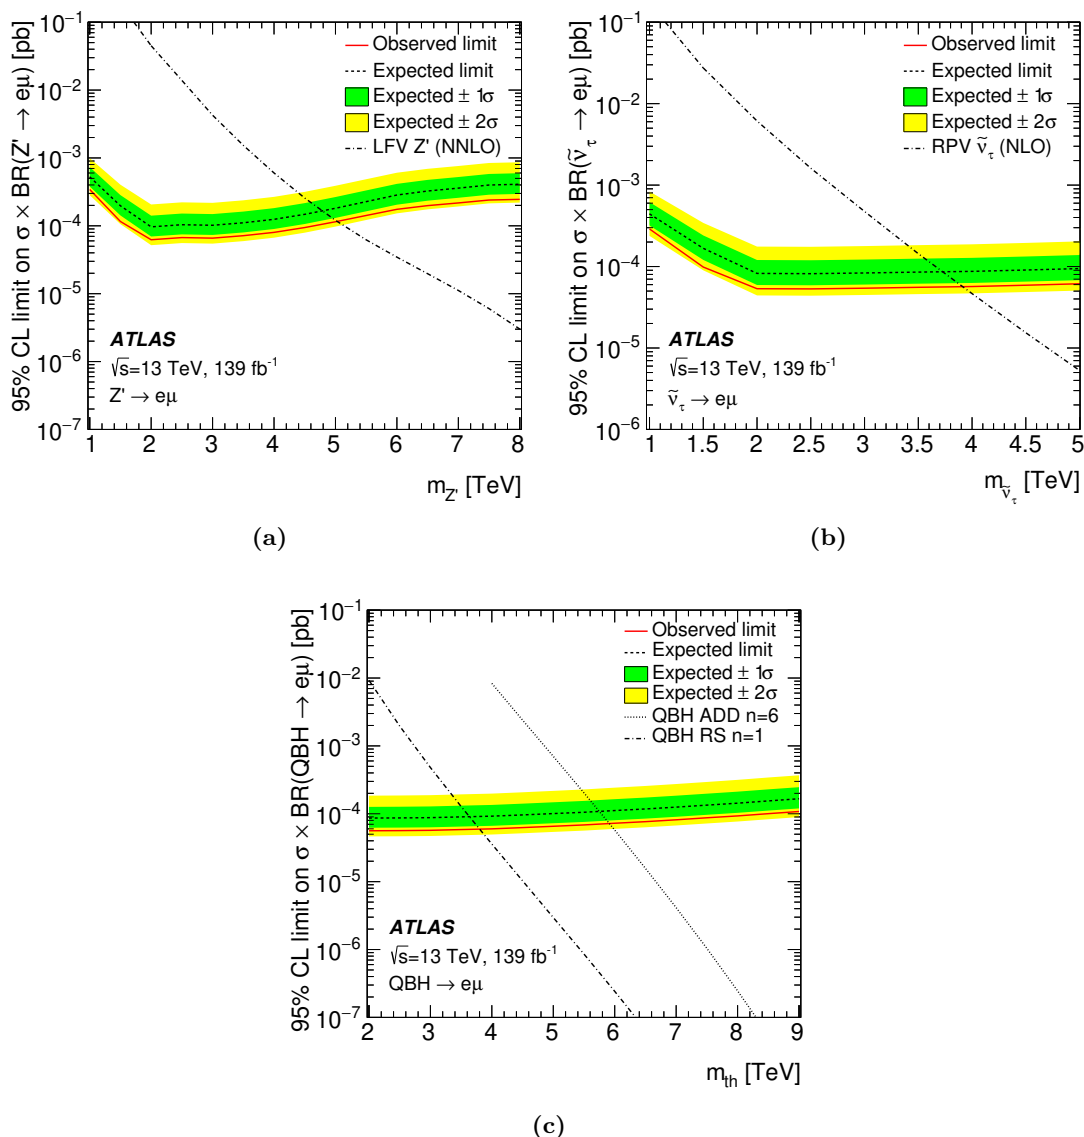 95% CL limit on σ × BR(Z' → eμ) [pb]
10⁻¹
10⁻²
10⁻³
10⁻⁴
10⁻⁵
10⁻⁶
10⁻⁷
Observed limit
Expected limit
Expected ± 1σ
Expected ± 2σ
LFV Z' (NNLO)
ATLAS
√s=13 TeV, 139 fb⁻¹
Z' → eμ
1 2 3 4 5 6 7 8
m_Z' [TeV]
(a)
95% CL limit on σ × BR(ν̃_τ → eμ) [pb]
10⁻¹
10⁻²
10⁻³
10⁻⁴
10⁻⁵
10⁻⁶
Observed limit
Expected limit
Expected ± 1σ
Expected ± 2σ
RPV ν̃_τ (NLO)
ATLAS
√s=13 TeV, 139 fb⁻¹
ν̃_τ → eμ
1 1.5 2 2.5 3 3.5 4 4.5 5
m_ν̃_τ [TeV]
(b)
95% CL limit on σ × BR(QBH → eμ) [pb]
10⁻¹
10⁻²
10⁻³
10⁻⁴
10⁻⁵
10⁻⁶
10⁻⁷
Observed limit
Expected limit
Expected ± 1σ
Expected ± 2σ
QBH ADD n=6
QBH RS n=1
ATLAS
√s=13 TeV, 139 fb⁻¹
QBH → eμ
2 3 4 5 6 7 8 9
m_th [TeV]
(c)